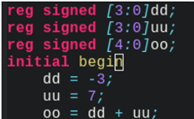 reg signed [3:0]dd;
reg signed [3:0]uu;
reg signed [4:0]oo;
initial begin
dd = -3;
uu = 7;
oo = dd + uu;